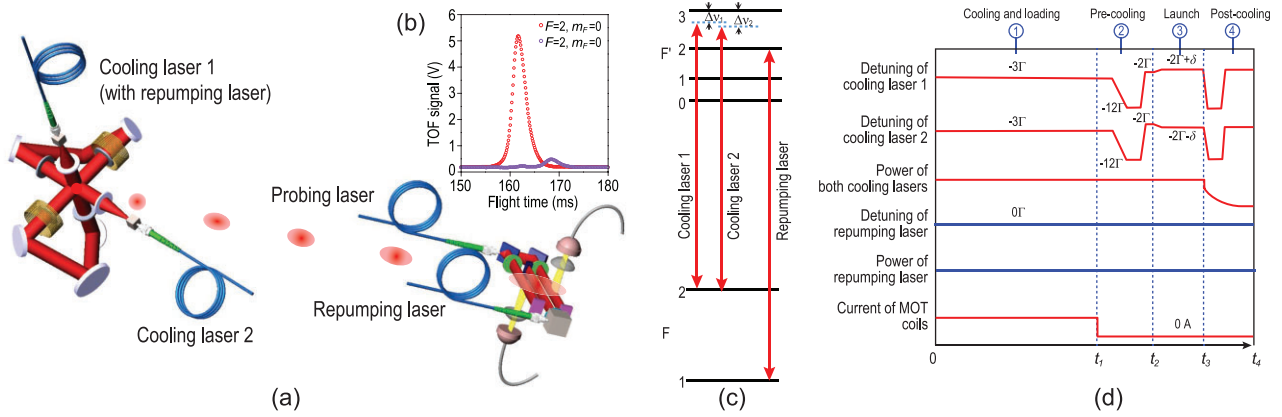 Cooling laser 1
(with repumping laser)
Cooling laser 2
Probing laser
Repumping laser
(a)
(b)
F=2, mF=0
F=2, mF=0
TOF signal (V)
6
5
4
3
2
1
0
150 160 170 180
Flight time (ms)
3
Δν1
Δν2
F'
2
1
0
Cooling laser 1
Cooling laser 2
Repumping laser
2
F
1
(c)
Cooling and loading
Pre-cooling
Launch
Post-cooling
1
2
3
4
Detuning of
cooling laser 1
-3Γ
-12Γ
-2Γ
-2Γ+δ
Detuning of
cooling laser 2
-3Γ
-12Γ
-2Γ
-2Γ-δ
Power of
both cooling lasers
Detuning of
repumping laser
0Γ
Power of
repumping laser
Current of MOT
coils
0 A
0 t1 t2 t3 t4
(d)